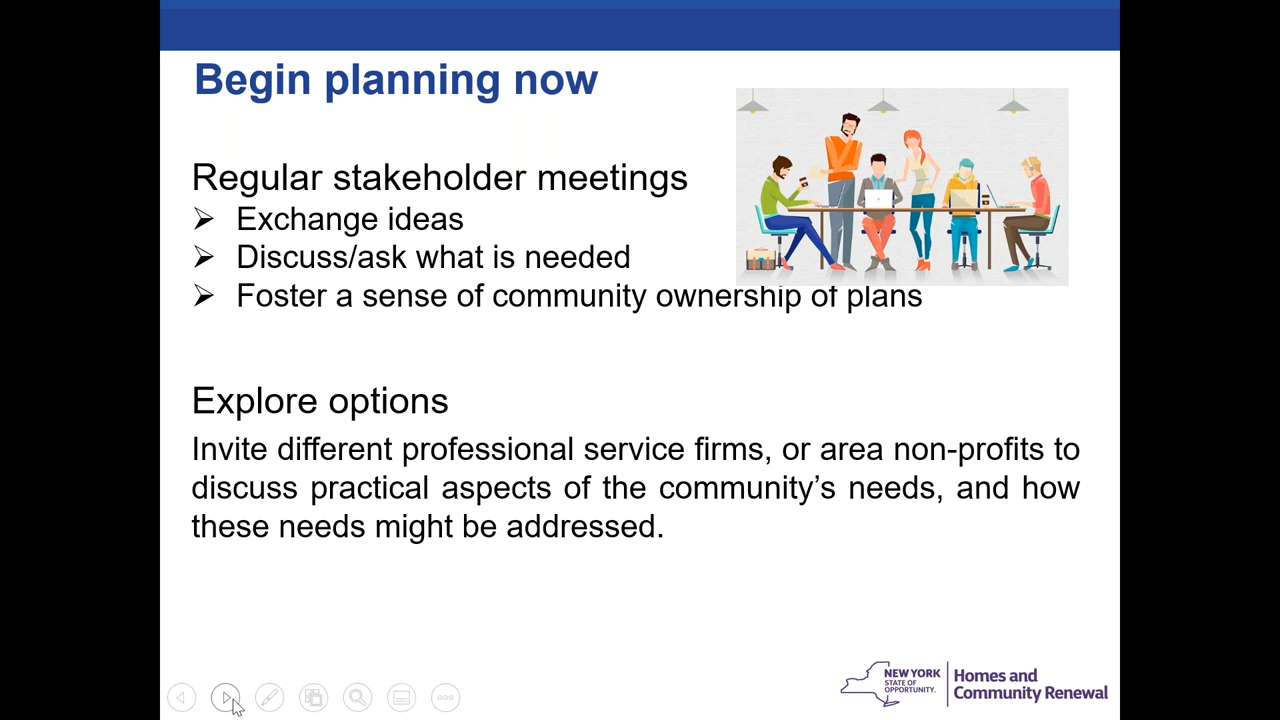 Begin planning now
Regular stakeholder meetings
➢ Exchange ideas
➢ Discuss/ask what is needed
➢ Foster a sense of community ownership of plans
Explore options
Invite different professional service firms, or area non-profits to
discuss practical aspects of the community’s needs, and how
these needs might be addressed.
NEW YORK
STATE OF
OPPORTUNITY.
Homes and
Community Renewal